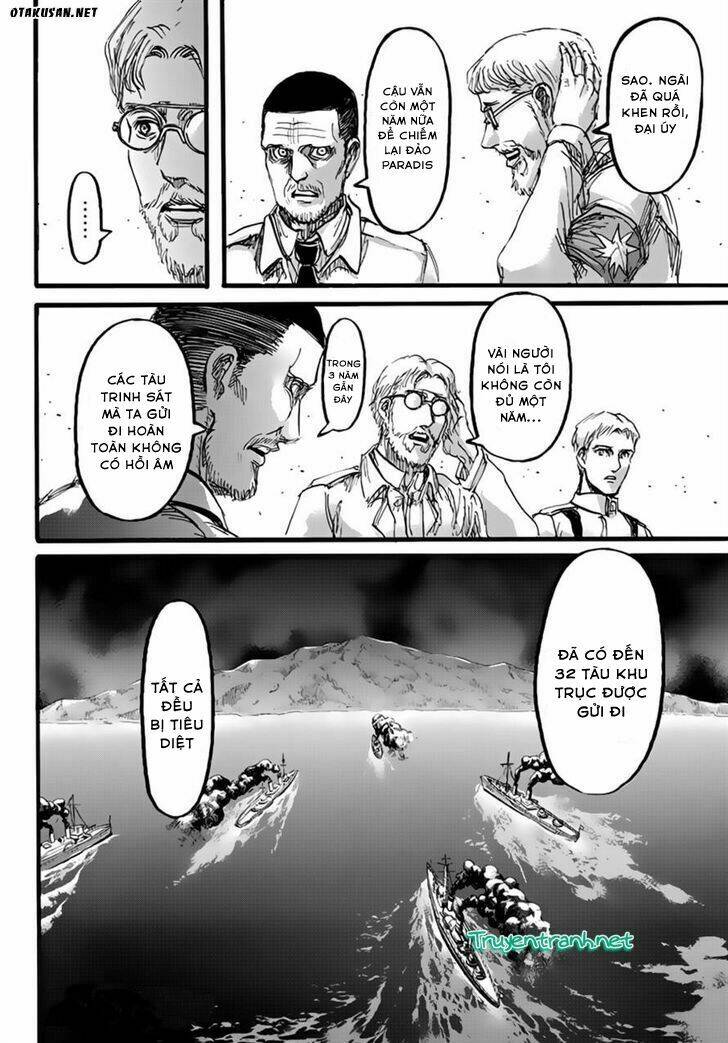 OTAKUSAN.NET
SAO. NGÀI
ĐÃ QUÁ
KHEN RỒI,
ĐẠI ÚY
CẬU VẪN
CÒN MỘT
NĂM NỮA
ĐỂ CHIẾM
LẠI ĐẢO
PARADIS
......
VÀI NGƯỜI
NÓI LÀ TÔI
KHÔNG CÒN
ĐỦ MỘT
NĂM...
TRONG
3 NĂM
GẦN
ĐÂY
CÁC TÀU
TRINH SÁT
MÀ TA GỬI
ĐI HOÀN
TOÀN KHÔNG
CÓ HỒI ÂM
ĐÃ CÓ ĐẾN
32 TÀU KHU
TRỤC ĐƯỢC
GỬI ĐI
TẤT CẢ
ĐỀU
BỊ TIÊU
DIỆT
Truyentranh.net